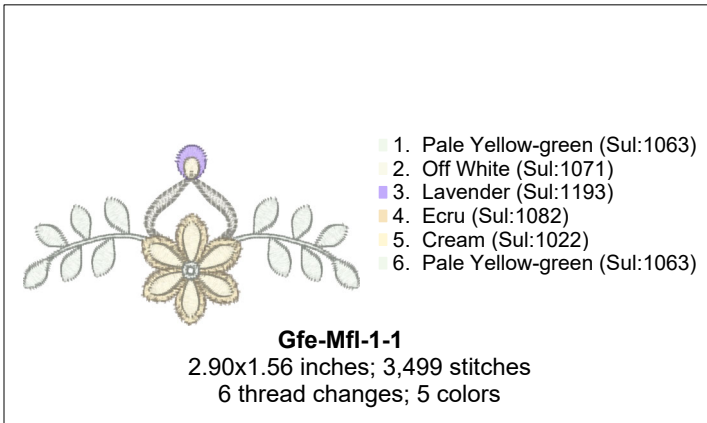 1. Pale Yellow-green (Sul:1063)
2. Off White (Sul:1071)
3. Lavender (Sul:1193)
4. Ecru (Sul:1082)
5. Cream (Sul:1022)
6. Pale Yellow-green (Sul:1063)
Gfe-Mfl-1-1
2.90x1.56 inches; 3,499 stitches
6 thread changes; 5 colors